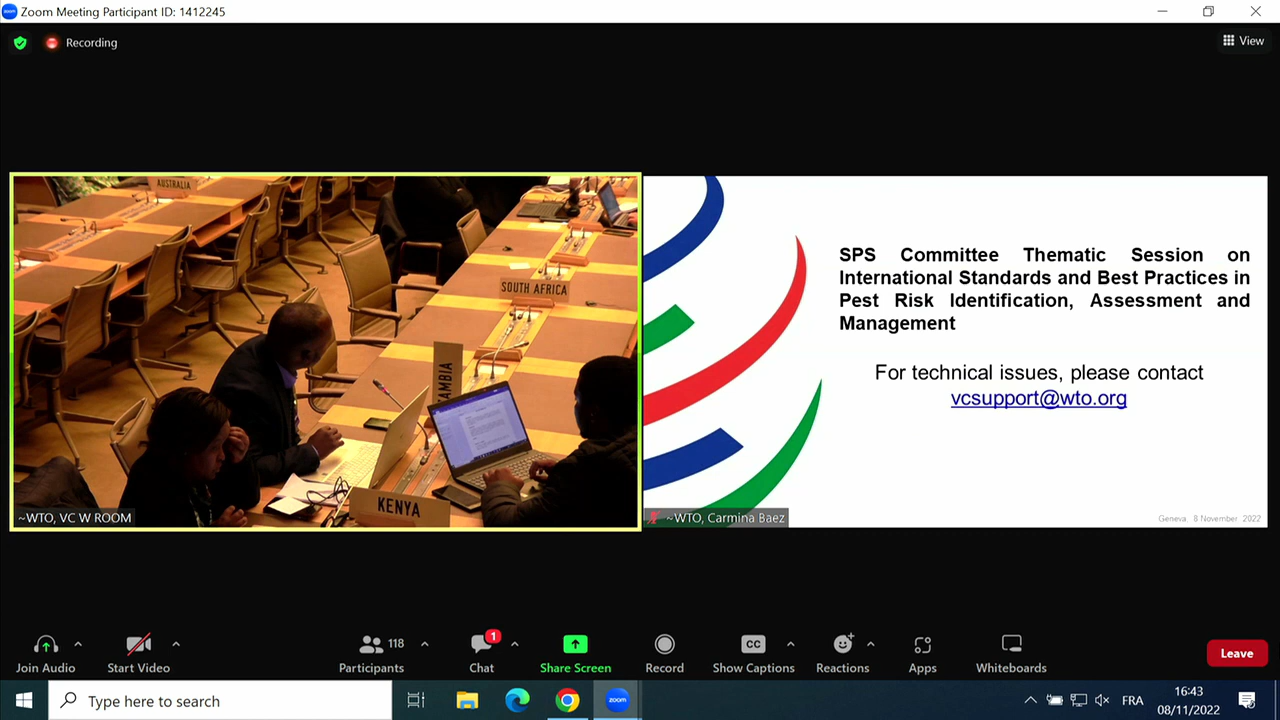 Zoom Meeting Participant ID: 1412245
Recording
View
AUSTRALIA
SOUTH AFRICA
KENYA
~WTO, VC W ROOM
SPS Committee Thematic Session on
International Standards and Best Practices in
Pest Risk Identification, Assessment and
Management
For technical issues, please contact
vcsupport@wto.org
~WTO, Carmina Baez
Geneva, 8 November 2022
Join Audio
Start Video
118
Participants
1
Chat
Share Screen
Record
CC
Show Captions
Reactions
Apps
Whiteboards
Leave
Type here to search
zoom
FRA
16:43
08/11/2022